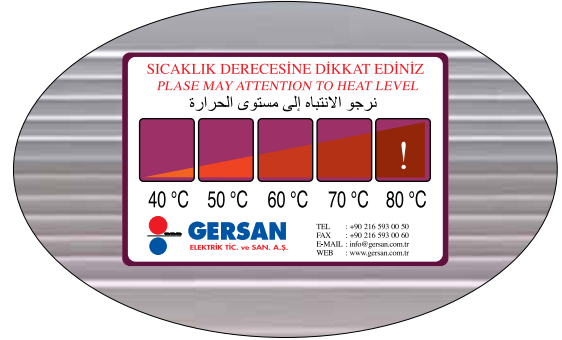 SICAKLIK DERECESİNE DİKKAT EDİNİZ
PLASE MAY ATTENTION TO HEAT LEVEL
نرجو الانتباه إلى مستوى الحرارة
!
40 °C 50 °C 60 °C 70 °C 80 °C
GERSAN
ELEKTRİK TİC. ve SAN. A.Ş.
TEL : +90 216 593 00 50
FAX : +90 216 593 00 60
E-MAIL : info@gersan.com.tr
WEB : www.gersan.com.tr